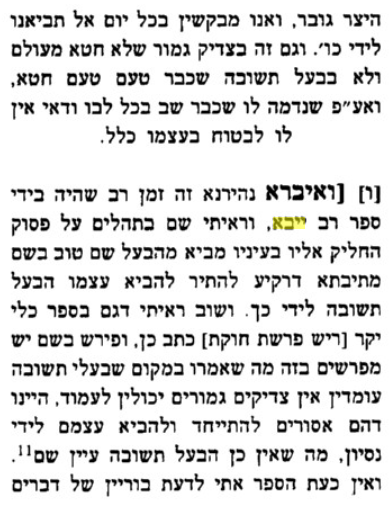 היצר גובר, ואנו מבקשין בכל יום אל תביאנו
לידי כו׳. וגם זה בצדיק גמור שלא חטא מעולם
ולא בבעל תשובה שכבר טעם טעם חטא,
ואע״פ שנדמה לו שכבר שב בכל לבו ודאי אין
לו לבטוח בעצמו כלל.
[ו] [ואיברא נהירנא זה זמן רב שהיה בידי
ספר רב ייבא, וראיתי שם בתהלים על פסוק
החליק אליו בעיניו מביא מהבעל שם טוב בשם
מתיבתא דרקיע להתיר להביא עצמו הבעל
תשובה לידי כך. ושוב ראיתי דגם בספר כלי
יקר [ריש פרשת חוקת] כתב כן, ופירש בשם יש
מפרשים בזה מה שאמרו במקום שבעלי תשובה
עומדין אין צדיקים גמורים יכולין לעמוד, היינו
דהם אסורים להתייחד ולהביא עצמם לידי
נסיון, מה שאין כן הבעל תשובה עיין שם11.
ואין כעת הספר אתי לדעת בוריין של דברים